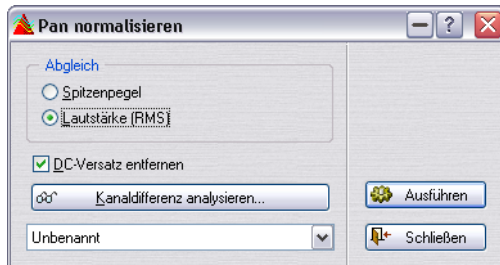 Pan normalisieren
Abgleich
Spitzenpegel
Lautstärke (RMS)
DC-Versatz entfernen
Kanaldifferenz analysieren...
Ausführen
Unbenannt
Schließen